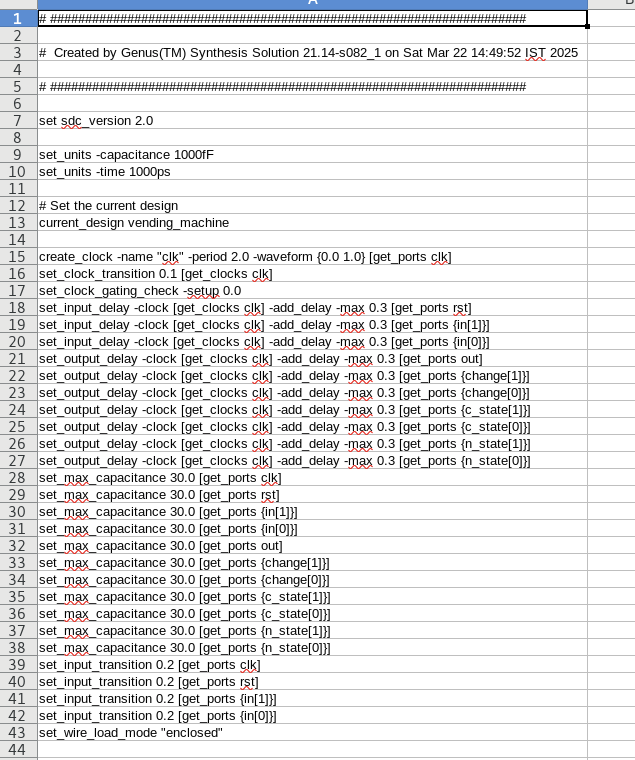 A
B
1 # ####################################################################
2
3 #  Created by Genus(TM) Synthesis Solution 21.14-s082_1 on Sat Mar 22 14:49:52 IST 2025
4
5 # ####################################################################
6
7 set sdc_version 2.0
8
9 set_units -capacitance 1000fF
10 set_units -time 1000ps
11
12 # Set the current design
13 current_design vending_machine
14
15 create_clock -name "clk" -period 2.0 -waveform {0.0 1.0} [get_ports clk]
16 set_clock_transition 0.1 [get_clocks clk]
17 set_clock_gating_check -setup 0.0
18 set_input_delay -clock [get_clocks clk] -add_delay -max 0.3 [get_ports rst]
19 set_input_delay -clock [get_clocks clk] -add_delay -max 0.3 [get_ports {in[1]}]
20 set_input_delay -clock [get_clocks clk] -add_delay -max 0.3 [get_ports {in[0]}]
21 set_output_delay -clock [get_clocks clk] -add_delay -max 0.3 [get_ports out]
22 set_output_delay -clock [get_clocks clk] -add_delay -max 0.3 [get_ports {change[1]}]
23 set_output_delay -clock [get_clocks clk] -add_delay -max 0.3 [get_ports {change[0]}]
24 set_output_delay -clock [get_clocks clk] -add_delay -max 0.3 [get_ports {c_state[1]}]
25 set_output_delay -clock [get_clocks clk] -add_delay -max 0.3 [get_ports {c_state[0]}]
26 set_output_delay -clock [get_clocks clk] -add_delay -max 0.3 [get_ports {n_state[1]}]
27 set_output_delay -clock [get_clocks clk] -add_delay -max 0.3 [get_ports {n_state[0]}]
28 set_max_capacitance 30.0 [get_ports clk]
29 set_max_capacitance 30.0 [get_ports rst]
30 set_max_capacitance 30.0 [get_ports {in[1]}]
31 set_max_capacitance 30.0 [get_ports {in[0]}]
32 set_max_capacitance 30.0 [get_ports out]
33 set_max_capacitance 30.0 [get_ports {change[1]}]
34 set_max_capacitance 30.0 [get_ports {change[0]}]
35 set_max_capacitance 30.0 [get_ports {c_state[1]}]
36 set_max_capacitance 30.0 [get_ports {c_state[0]}]
37 set_max_capacitance 30.0 [get_ports {n_state[1]}]
38 set_max_capacitance 30.0 [get_ports {n_state[0]}]
39 set_input_transition 0.2 [get_ports clk]
40 set_input_transition 0.2 [get_ports rst]
41 set_input_transition 0.2 [get_ports {in[1]}]
42 set_input_transition 0.2 [get_ports {in[0]}]
43 set_wire_load_mode "enclosed"
44